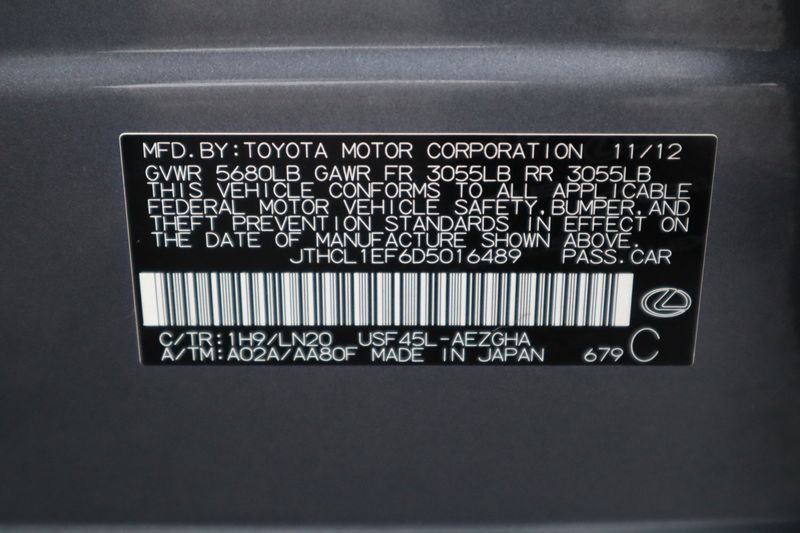 MFD.BY:TOYOTA MOTOR CORPORATION 11/12
GVWR 5680LB GAWR FR 3055LB RR 3055LB
THIS VEHICLE CONFORMS TO ALL APPLICABLE
FEDERAL MOTOR VEHICLE SAFETY,BUMPER,AND
THEFT PREVENTION STANDARDS IN EFFECT ON
THE DATE OF MANUFACTURE SHOWN ABOVE.
JTHCL1EF6D5016489 PASS.CAR
C/TR:1H9/LN20 USF45L-AEZGHA
A/TM:A02A/AA80F MADE IN JAPAN 679 C